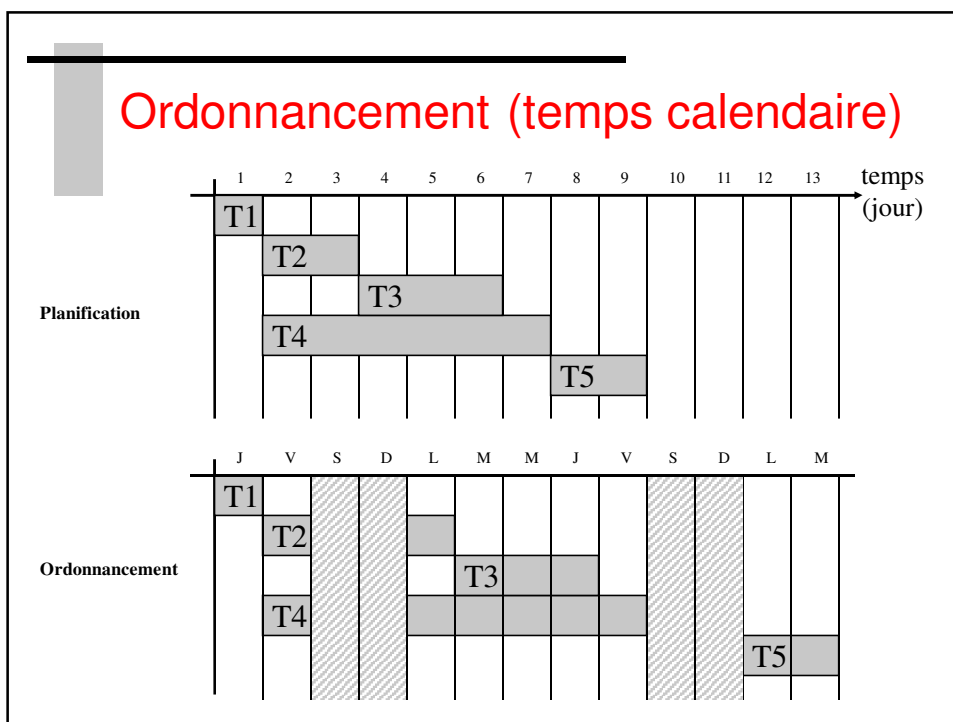 Ordonnancement (temps calendaire)
1 2 3 4 5 6 7 8 9 10 11 12 13 temps
(jour)
T1
T2
T3
Planification
T4
T5
J V S D L M M J V S D L M
T1
T2
Ordonnancement T3
T4
T5